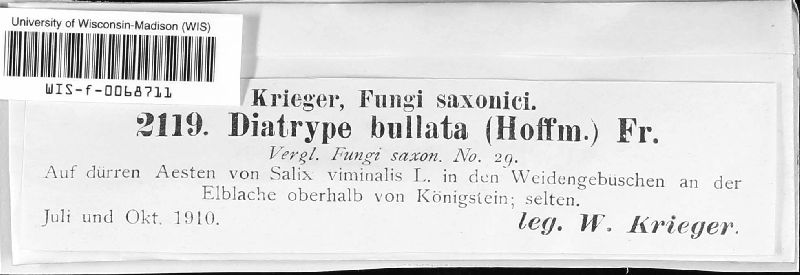 University of Wisconsin-Madison (WIS)
WIS-f-0068711
Krieger, Fungi saxonici.
2119. Diatrype bullata (Hoffm.) Fr.
Vergl. Fungi saxon. No. 29.
Auf dürren Aesten von Salix viminalis L. in den Weidengebüschen an der
Elblache oberhalb von Königstein; selten.
Juli und Okt. 1910.
leg. W. Krieger.